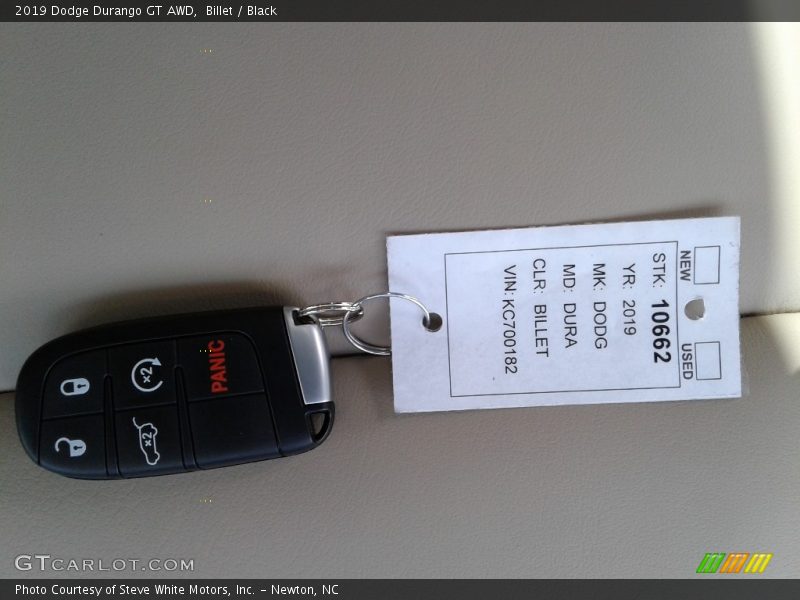 2019 Dodge Durango GT AWD,  Billet / Black
NEW USED
STK: 10662
YR: 2019
MK: DODG
MD: DURA
CLR: BILLET
VIN: KC700182
PANIC
x2
x2
GTCARLOT.COM
Photo Courtesy of Steve White Motors, Inc. – Newton, NC